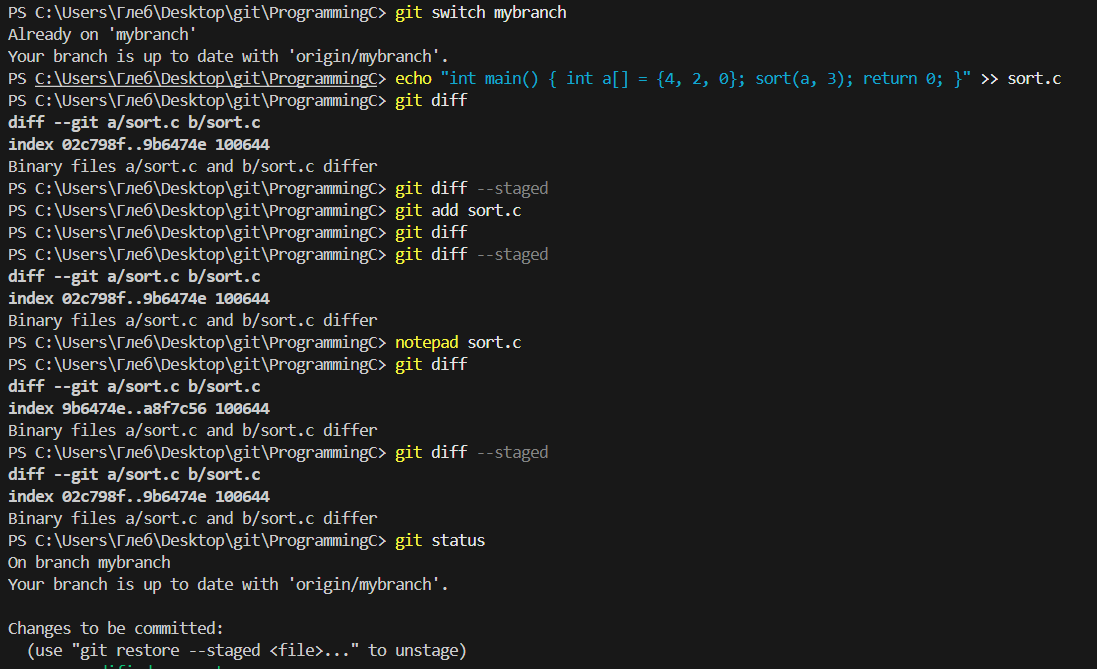 PS C:\Users\Глеб\Desktop\git\ProgrammingC> git switch mybranch
Already on 'mybranch'
Your branch is up to date with 'origin/mybranch'.
PS C:\Users\Глеб\Desktop\git\ProgrammingC> echo "int main() { int a[] = {4, 2, 0}; sort(a, 3); return 0; }" >> sort.c
PS C:\Users\Глеб\Desktop\git\ProgrammingC> git diff
diff --git a/sort.c b/sort.c
index 02c798f..9b6474e 100644
Binary files a/sort.c and b/sort.c differ
PS C:\Users\Глеб\Desktop\git\ProgrammingC> git diff --staged
PS C:\Users\Глеб\Desktop\git\ProgrammingC> git add sort.c
PS C:\Users\Глеб\Desktop\git\ProgrammingC> git diff
PS C:\Users\Глеб\Desktop\git\ProgrammingC> git diff --staged
diff --git a/sort.c b/sort.c
index 02c798f..9b6474e 100644
Binary files a/sort.c and b/sort.c differ
PS C:\Users\Глеб\Desktop\git\ProgrammingC> notepad sort.c
PS C:\Users\Глеб\Desktop\git\ProgrammingC> git diff
diff --git a/sort.c b/sort.c
index 9b6474e..a8f7c56 100644
Binary files a/sort.c and b/sort.c differ
PS C:\Users\Глеб\Desktop\git\ProgrammingC> git diff --staged
diff --git a/sort.c b/sort.c
index 02c798f..9b6474e 100644
Binary files a/sort.c and b/sort.c differ
PS C:\Users\Глеб\Desktop\git\ProgrammingC> git status
On branch mybranch
Your branch is up to date with 'origin/mybranch'.
Changes to be committed:
(use "git restore --staged <file>..." to unstage)